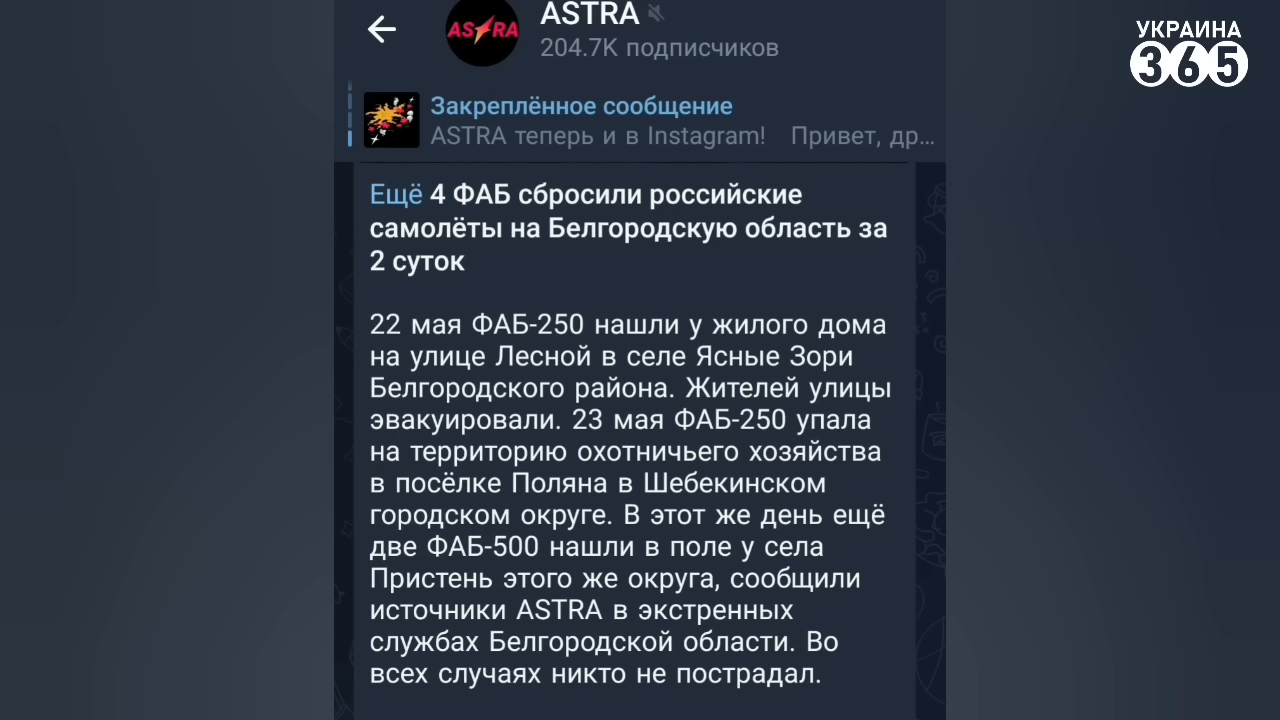 ASTRA
ASTRA
204.7K подписчиков
УКРАИНА
365
Закреплённое сообщение
ASTRA теперь и в Instagram! Привет, др...
Ещё 4 ФАБ сбросили российские
самолёты на Белгородскую область за
2 суток
22 мая ФАБ-250 нашли у жилого дома
на улице Лесной в селе Ясные Зори
Белгородского района. Жителей улицы
эвакуировали. 23 мая ФАБ-250 упала
на территорию охотничьего хозяйства
в посёлке Поляна в Шебекинском
городском округе. В этот же день ещё
две ФАБ-500 нашли в поле у села
Пристень этого же округа, сообщили
источники ASTRA в экстренных
службах Белгородской области. Во
всех случаях никто не пострадал.